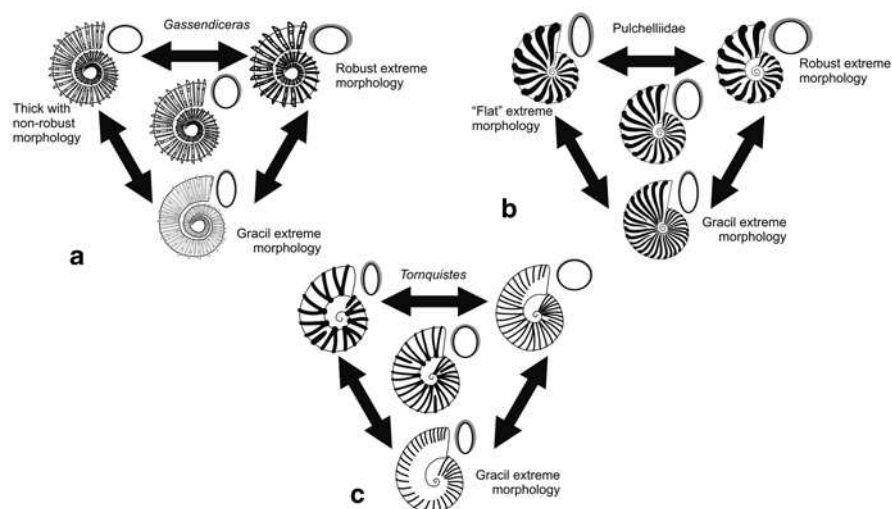 Gassendiceras
Robust extreme
morphology
Thick with
non-robust
morphology
Gracil extreme
morphology
a
Pulchelliidae
Robust extreme
morphology
“Flat” extreme
morphology
Gracil extreme
morphology
b
Tornquistes
Gracil extreme
morphology
c